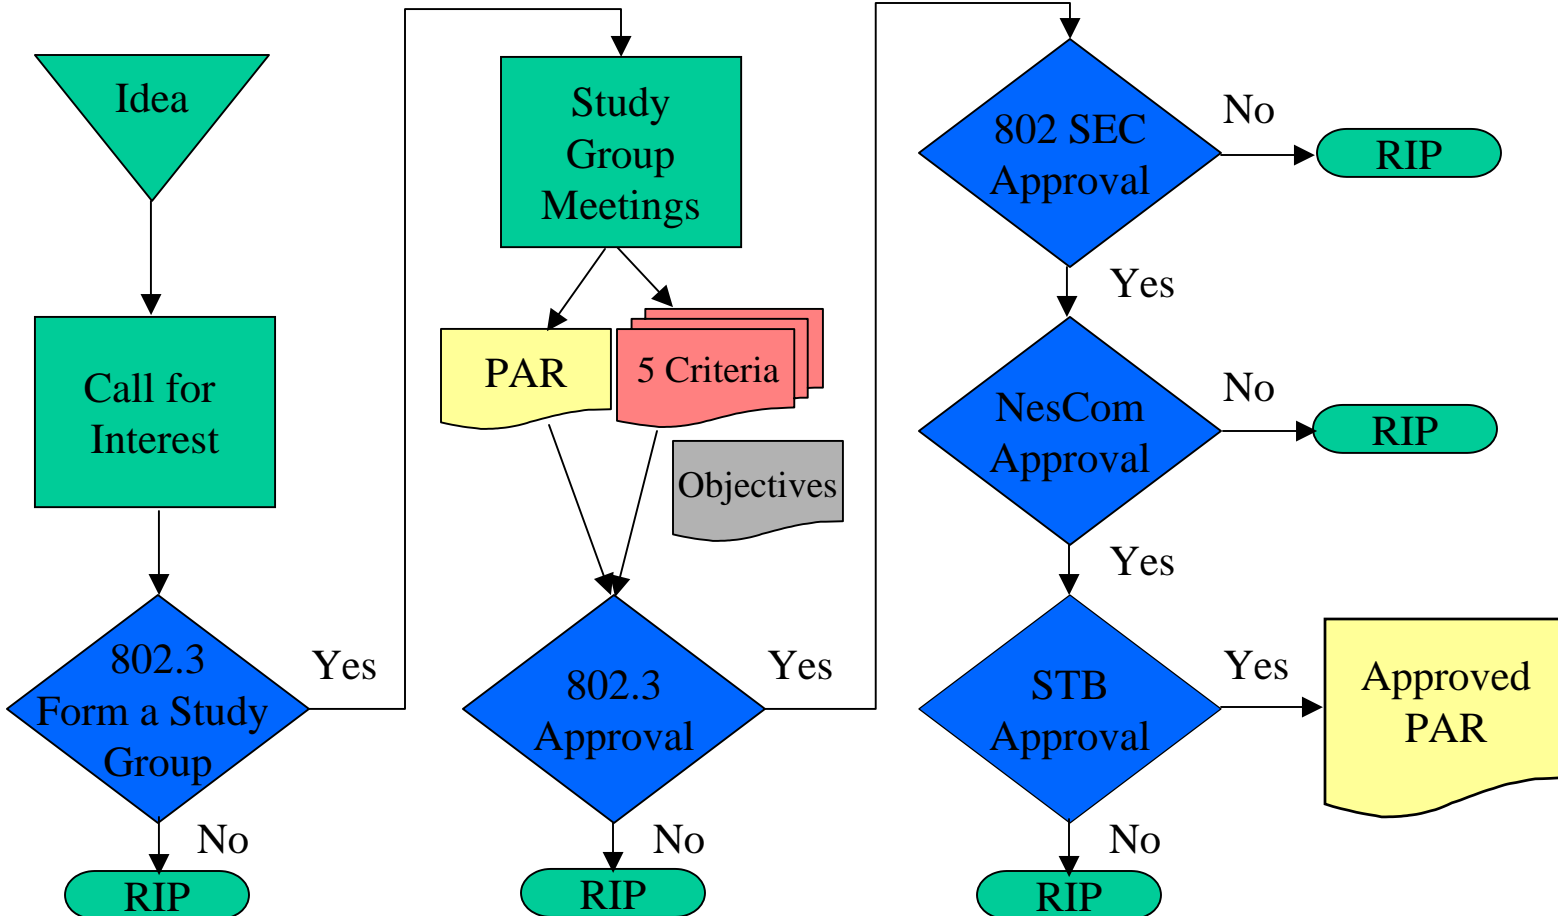 Idea
Call for
Interest
802.3
Form a Study
Group
Yes
No
RIP
Study
Group
Meetings
PAR
5 Criteria
Objectives
802.3
Approval
Yes
No
RIP
802 SEC
Approval
No
RIP
Yes
NesCom
Approval
No
RIP
Yes
STB
Approval
Yes
Approved
PAR
No
RIP